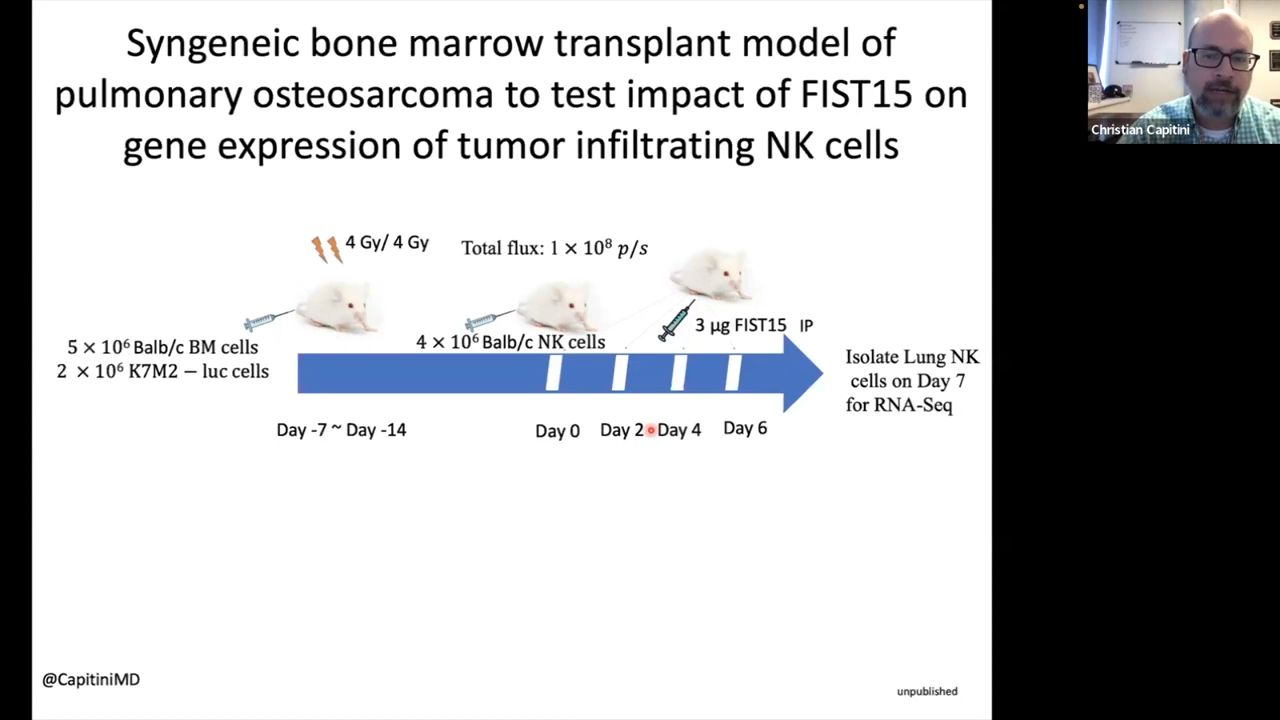 Syngeneic bone marrow transplant model of
pulmonary osteosarcoma to test impact of FIST15 on
gene expression of tumor infiltrating NK cells
Christian Capitini
4 Gy/ 4 Gy
Total flux: 1 × 10⁸ p/s
3 µg FIST15 IP
5 × 10⁶ Balb/c BM cells
2 × 10⁶ K7M2 – luc cells
4 × 10⁶ Balb/c NK cells
Isolate Lung NK
cells on Day 7
for RNA-Seq
Day -7 ~ Day -14
Day 0
Day 2
Day 4
Day 6
@CapitiniMD
unpublished